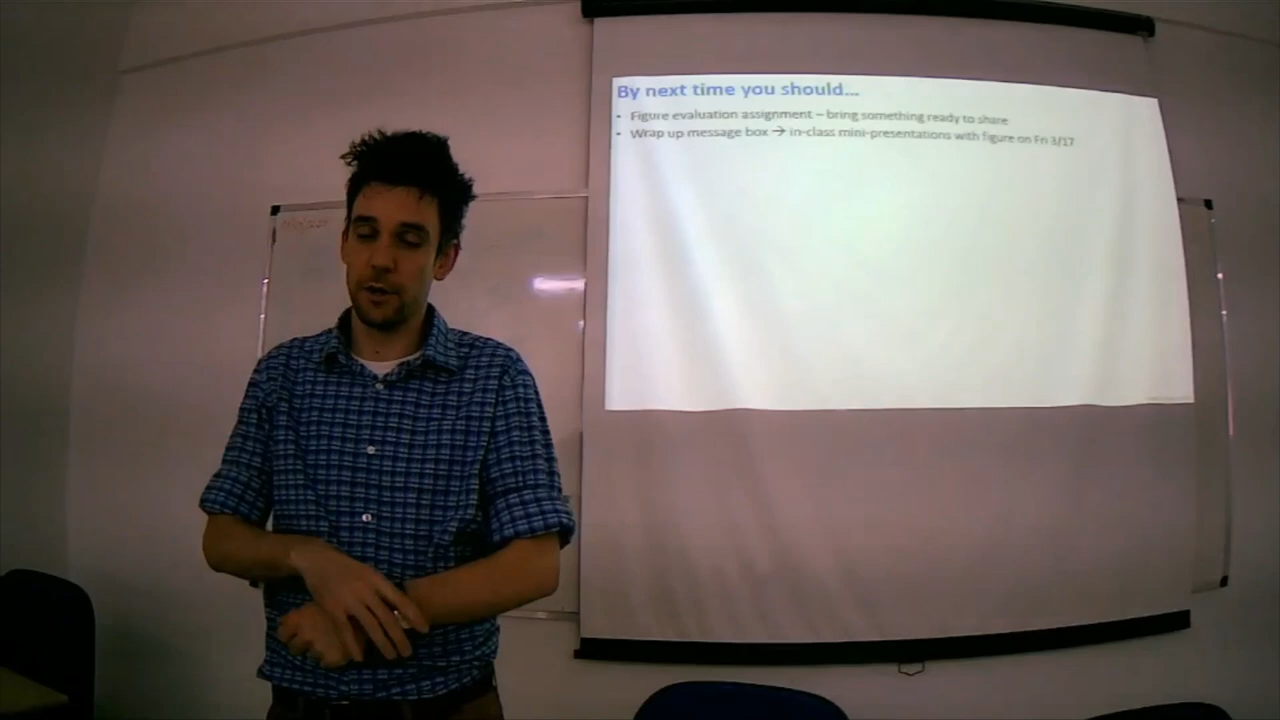 By next time you should...
• Figure evaluation assignment – bring something ready to share
• Wrap up message box → in-class mini-presentations with figure on Fri 3/17